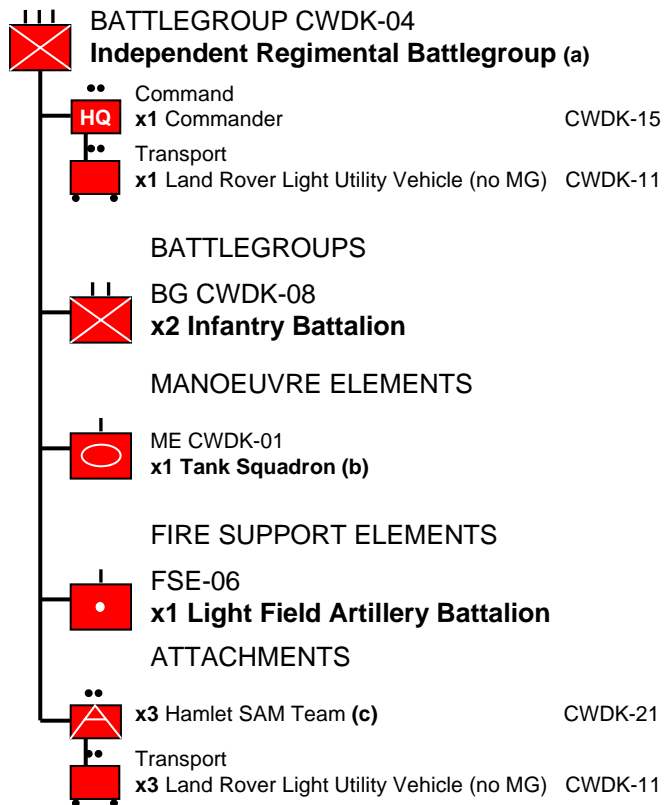 BATTLEGROUP CWDK-04
Independent Regimental Battlegroup (a)
Command
HQ
x1 Commander CWDK-15
Transport
x1 Land Rover Light Utility Vehicle (no MG) CWDK-11
BATTLEGROUPS
BG CWDK-08
x2 Infantry Battalion
MANOEUVRE ELEMENTS
ME CWDK-01
x1 Tank Squadron (b)
FIRE SUPPORT ELEMENTS
FSE-06
x1 Light Field Artillery Battalion
ATTACHMENTS
x3 Hamlet SAM Team (c) CWDK-21
Transport
x3 Land Rover Light Utility Vehicle (no MG) CWDK-11